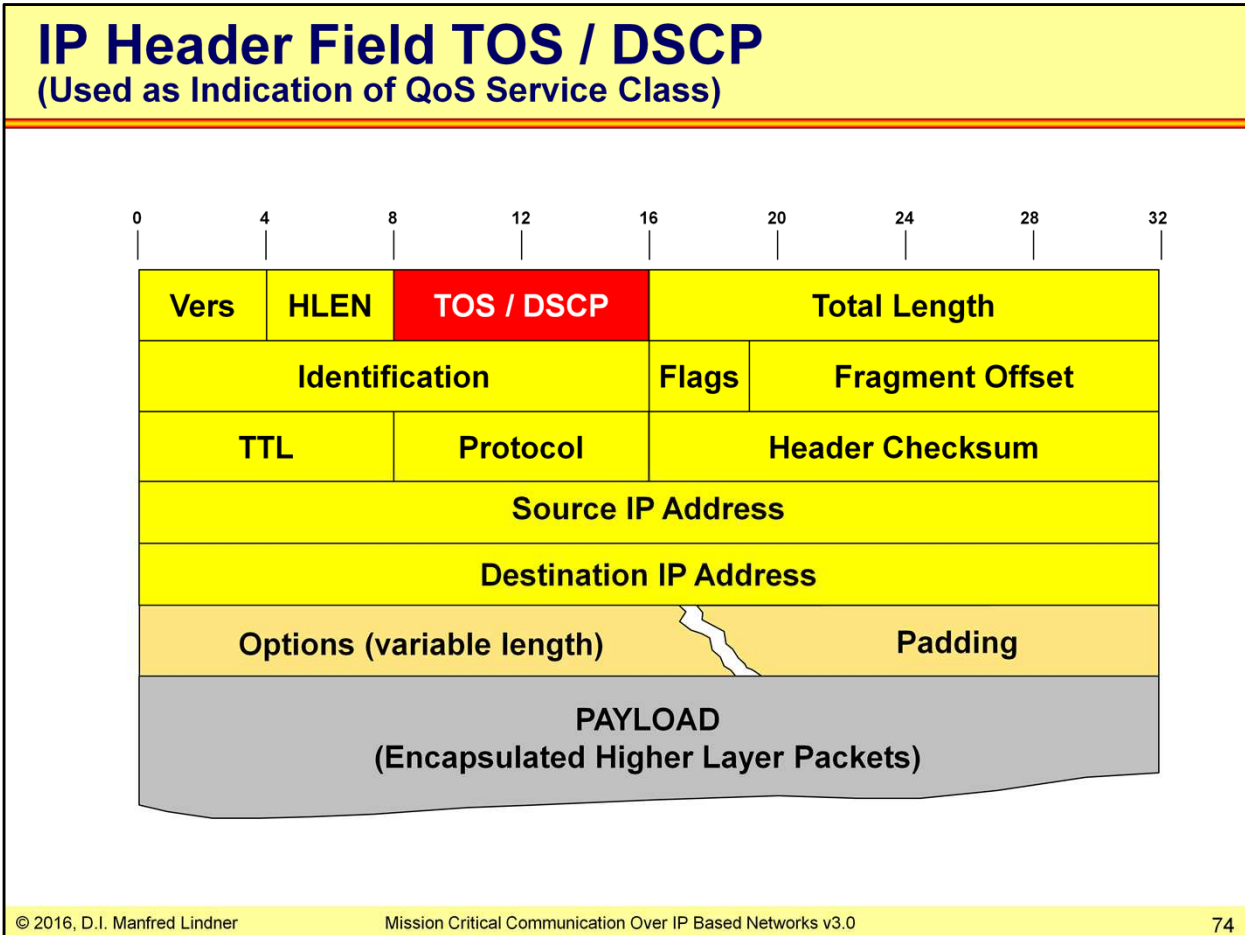 IP Header Field TOS / DSCP
(Used as Indication of QoS Service Class)
0 4 8 12 16 20 24 28 32
Vers HLEN TOS / DSCP Total Length
Identification Flags Fragment Offset
TTL Protocol Header Checksum
Source IP Address
Destination IP Address
Options (variable length) Padding
PAYLOAD
(Encapsulated Higher Layer Packets)
© 2016, D.I. Manfred Lindner Mission Critical Communication Over IP Based Networks v3.0 74